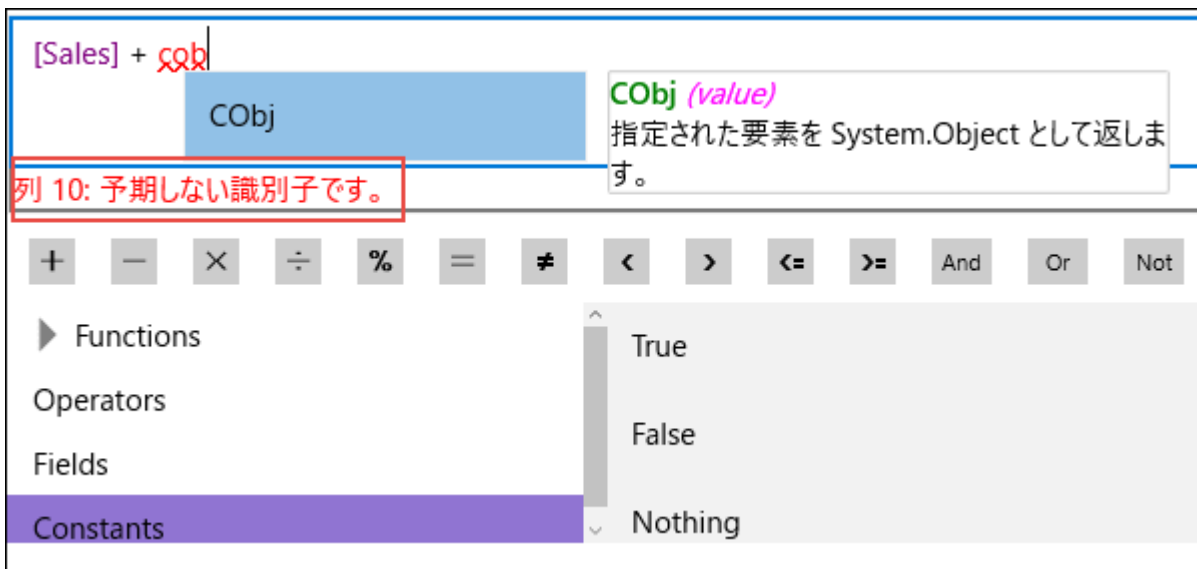 [Sales] + cob
CObj
CObj (value)
指定された要素を System.Object として返しま
す。
列 10: 予期しない識別子です。
+ − × ÷ % = ≠ < > <= >= And Or Not
Functions
Operators
Fields
Constants
True
False
Nothing